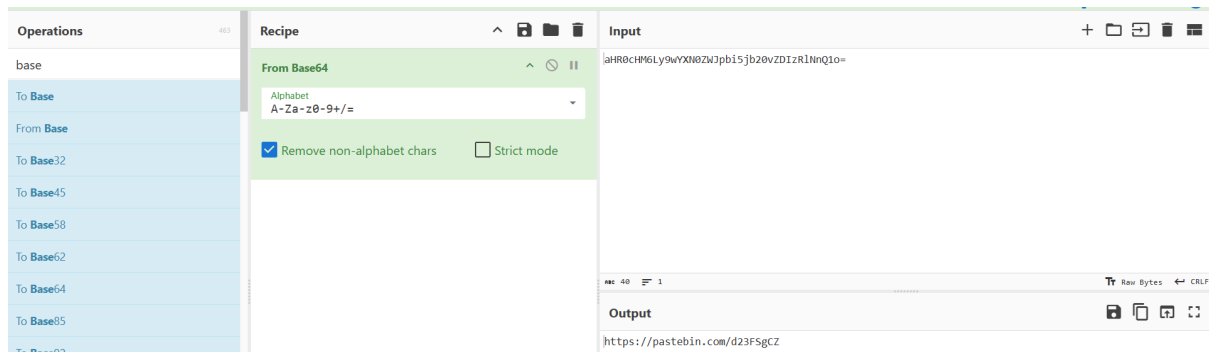 Operations 463
base
To Base
From Base
To Base32
To Base45
To Base58
To Base62
To Base64
To Base85
Recipe
From Base64
Alphabet
A-Za-z0-9+/=
Remove non-alphabet chars
Strict mode
Input
aHR0cHM6Ly9wYXN0ZWJpbi5jb20vZDIzRlNnQ1o=
ABC 40 1
Tт Raw Bytes CRLF
Output
https://pastebin.com/d23FSgCZ